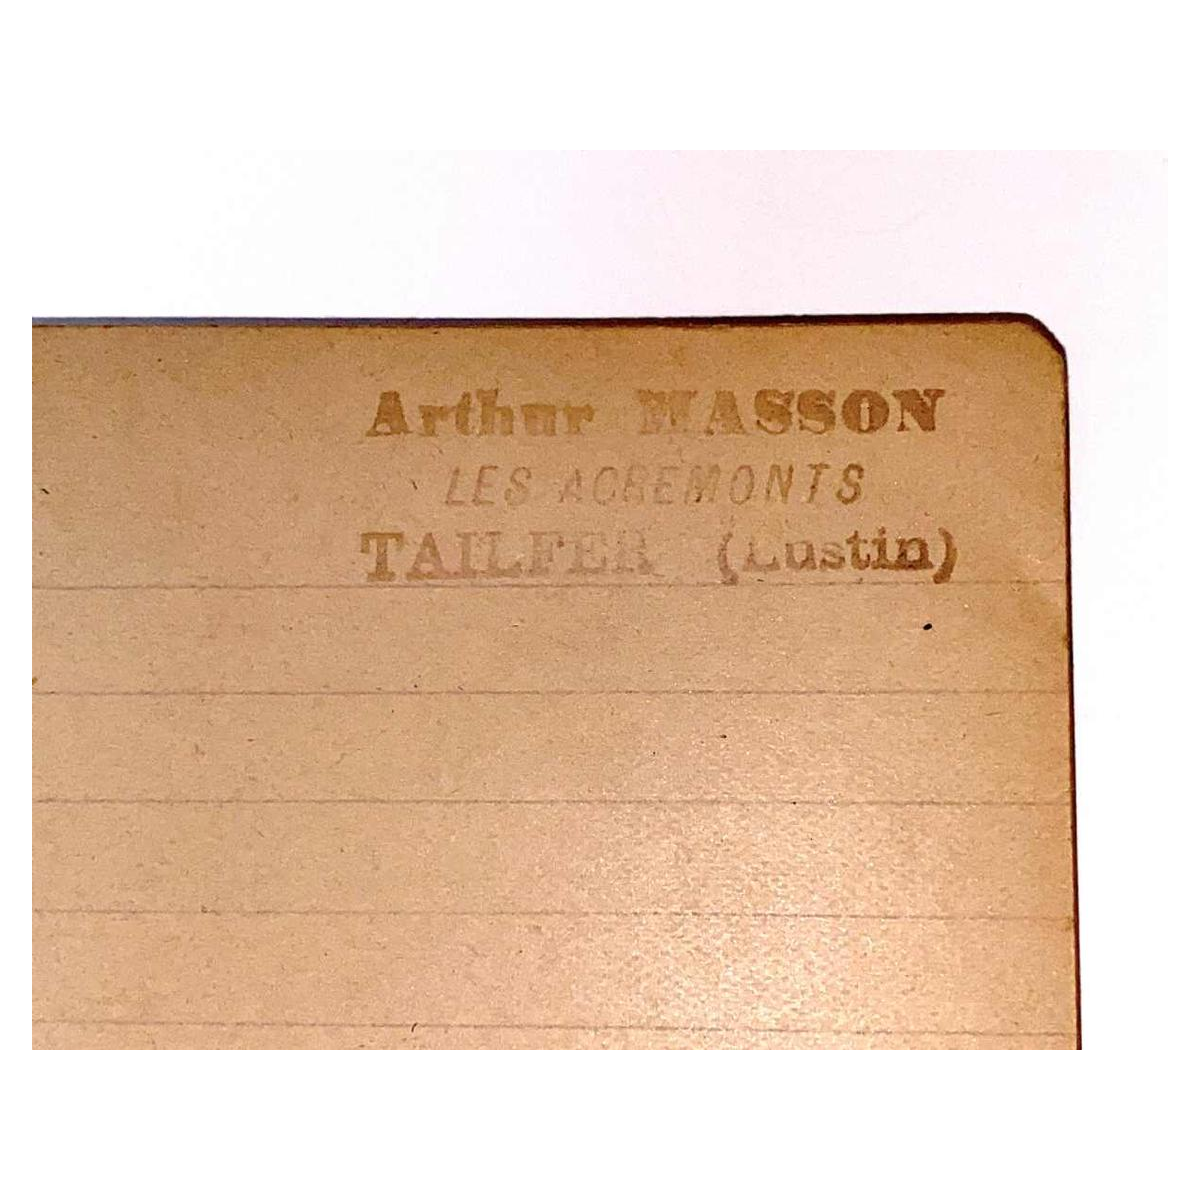 Arthur MASSON
LES ACREMONTS
TAILFER (Lustin)